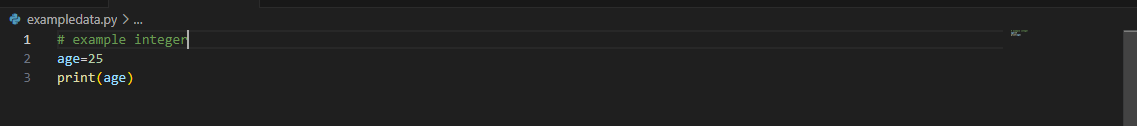 exampledata.py > ...
1 # example integer
2 age=25
3 print(age)